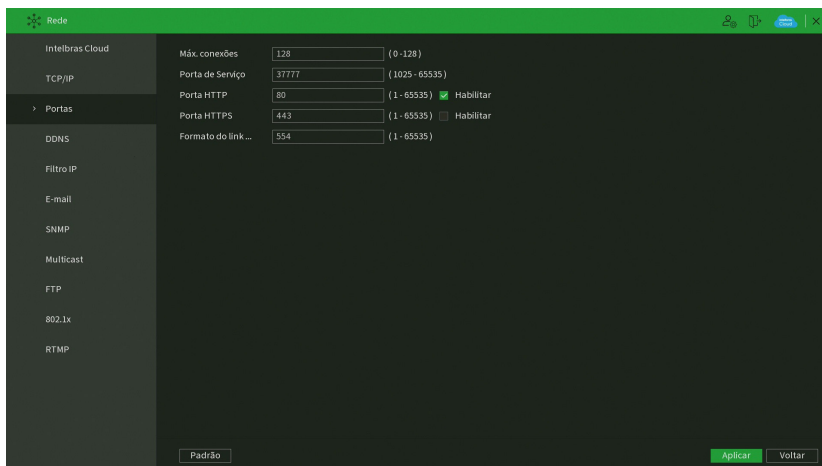 Rede
Cloud
Intelbras Cloud
TCP/IP
Portas
DDNS
Filtro IP
E-mail
SNMP
Multicast
FTP
802.1x
RTMP
Máx. conexões 128 ( 0 -128 )
Porta de Serviço 37777 ( 1025 - 65535 )
Porta HTTP 80 ( 1 - 65535 ) Habilitar
Porta HTTPS 443 ( 1 - 65535 ) Habilitar
Formato do link ... 554 ( 1 - 65535 )
Padrão Aplicar Voltar